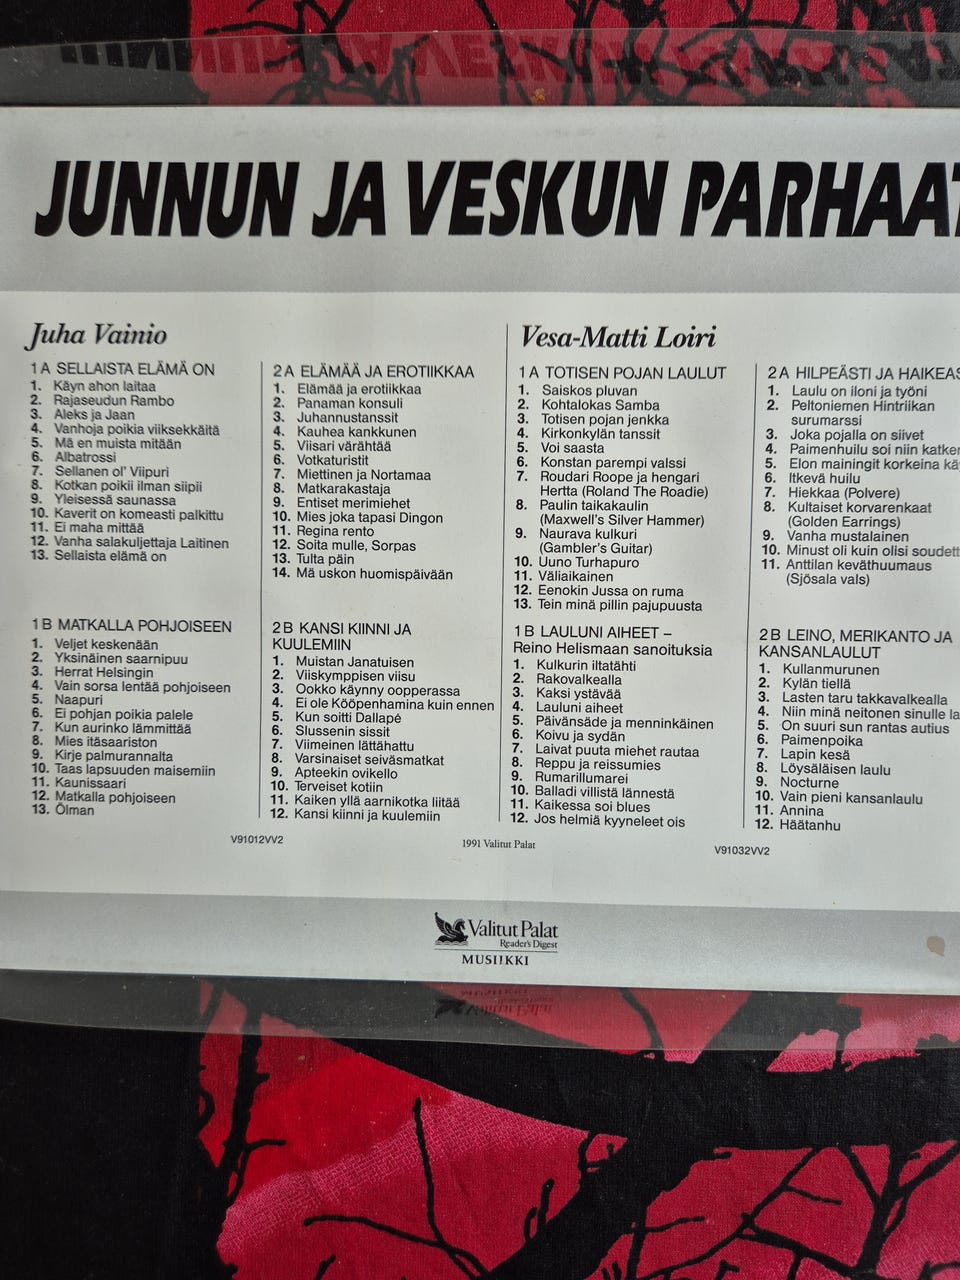 JUNNUN JA VESKUN PARHAAT
Juha Vainio
1 A SELLAISTA ELÄMÄ ON
1. Käyn ahon laitaa
2. Rajaseudun Rambo
3. Aleks ja Jaan
4. Vanhoja poikia viiksekkäitä
5. Mä en muista mitään
6. Albatrossi
7. Sellanen ol' Viipuri
8. Kotkan poikii ilman siipii
9. Yleisessä saunassa
10. Kaverit on komeasti palkittu
11. Ei maha mittää
12. Vanha salakuljettaja Laitinen
13. Sellaista elämä on
1 B MATKALLA POHJOISEEN
1. Veljet keskenään
2. Yksinäinen saarnipuu
3. Herrat Helsingin
4. Vain sorsa lentää pohjoiseen
5. Naapuri
6. Ei pohjan poikia palele
7. Kun aurinko lämmittää
8. Mies itäsaariston
9. Kirje palmurannalta
10. Taas lapsuuden maisemiin
11. Kaunissaari
12. Matkalla pohjoiseen
13. Ölman
2 A ELÄMÄÄ JA EROTIIKKAA
1. Elämää ja erotiikkaa
2. Panaman konsuli
3. Juhannustanssit
4. Kauhea kankkunen
5. Viisari värähtää
6. Votkaturistit
7. Miettinen ja Nortamaa
8. Matkarakastaja
9. Entiset merimiehet
10. Mies joka tapasi Dingon
11. Regina rento
12. Soita mulle, Sorpas
13. Tulta päin
14. Mä uskon huomispäivään
2 B KANSI KIINNI JA
KUULEMIIN
1. Muistan Janatuisen
2. Viiskymppisen viisu
3. Ookko käynny oopperassa
4. Ei ole Kööpenhamina kuin ennen
5. Kun soitti Dallapé
6. Slussenin sissit
7. Viimeinen lättähattu
8. Varsinaiset seiväsmatkat
9. Apteekin ovikello
10. Terveiset kotiin
11. Kaiken yllä aarnikotka liitää
12. Kansi kiinni ja kuulemiin
V91012VV2
Vesa-Matti Loiri
1 A TOTISEN POJAN LAULUT
1. Saiskos pluvan
2. Kohtalokas Samba
3. Totisen pojan jenkka
4. Kirkonkylän tanssit
5. Voi saasta
6. Konstan parempi valssi
7. Roudari Roope ja hengari
Hertta (Roland The Roadie)
8. Paulin taikakaulin
(Maxwell's Silver Hammer)
9. Naurava kulkuri
(Gambler's Guitar)
10. Uuno Turhapuro
11. Väliaikainen
12. Eenokin Jussa on ruma
13. Tein minä pillin pajupuusta
1 B LAULUNI AIHEET –
Reino Helismaan sanoituksia
1. Kulkurin iltatähti
2. Rakovalkealla
3. Kaksi ystävää
4. Lauluni aiheet
5. Päivänsäde ja menninkäinen
6. Koivu ja sydän
7. Laivat puuta miehet rautaa
8. Reppu ja reissumies
9. Rumarillumarei
10. Balladi villistä lännestä
11. Kaikessa soi blues
12. Jos helmiä kyyneleet ois
2 A HILPEÄSTI JA HAIKEAS
1. Laulu on iloni ja työni
2. Peltoniemen Hintriikan
surumarssi
3. Joka pojalla on siivet
4. Paimenhuilu soi niin katker
5. Elon mainingit korkeina kä
6. Itkevä huilu
7. Hiekkaa (Polvere)
8. Kultaiset korvarenkaat
(Golden Earrings)
9. Vanha mustalainen
10. Minust oli kuin olisi soudett
11. Anttilan keväthuumaus
(Sjösala vals)
2 B LEINO, MERIKANTO JA
KANSANLAULUT
1. Kullanmurunen
2. Kylän tiellä
3. Lasten taru takkavalkealla
4. Niin minä neitonen sinulle la
5. On suuri sun rantas autius
6. Paimenpoika
7. Lapin kesä
8. Löysäläisen laulu
9. Nocturne
10. Vain pieni kansanlaulu
11. Annina
12. Häätanhu
V91032VV2
1991 Valitut Palat
Valitut Palat
Reader's Digest
MUSIIKKI